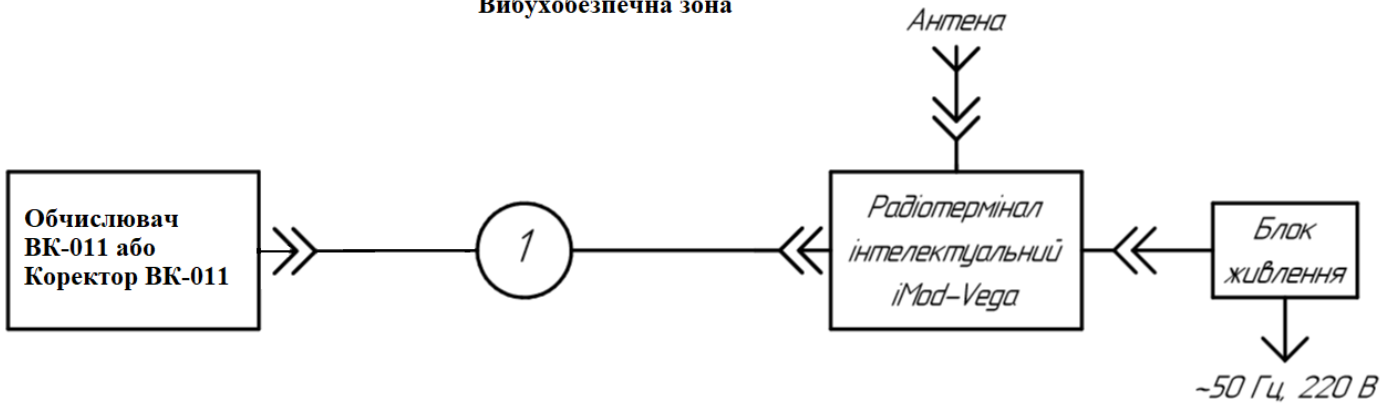 Вибухобезпечна зона
Антена
Обчислювач
ВК-011 або
Коректор ВК-011
1
Радіотермінал
інтелектуальний
iMod-Vega
Блок
живлення
~50 Гц, 220 В